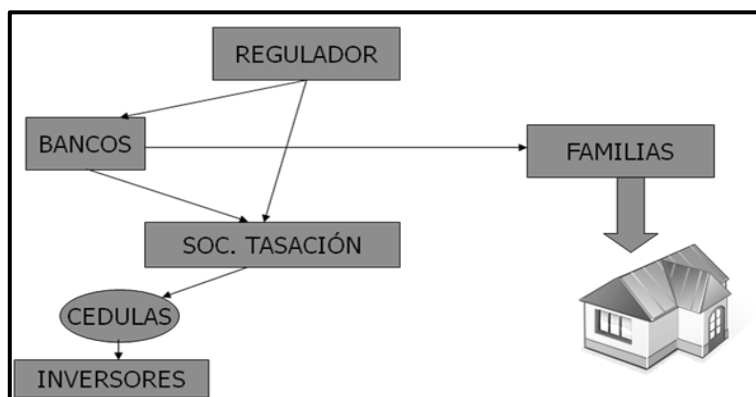 REGULADOR
BANCOS
FAMILIAS
SOC. TASACIÓN
CEDULAS
INVERSORES